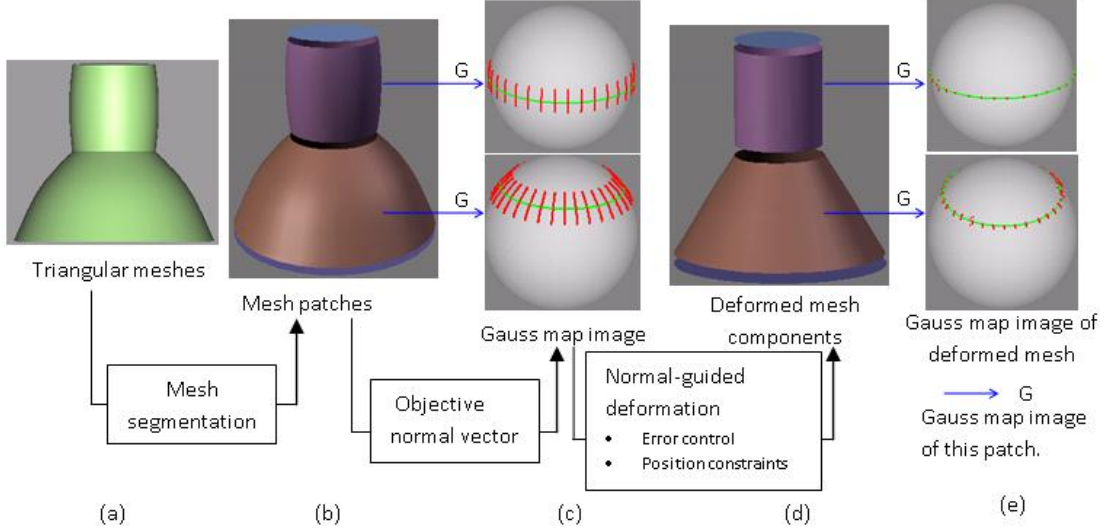 G
G
G
G
Triangular meshes
Mesh patches
Gauss map image
Deformed mesh
components
Gauss map image of
deformed mesh
G
Gauss map image
of this patch.
Mesh
segmentation
Objective
normal vector
Normal-guided
deformation
• Error control
• Position constraints
(a)
(b)
(c)
(d)
(e)